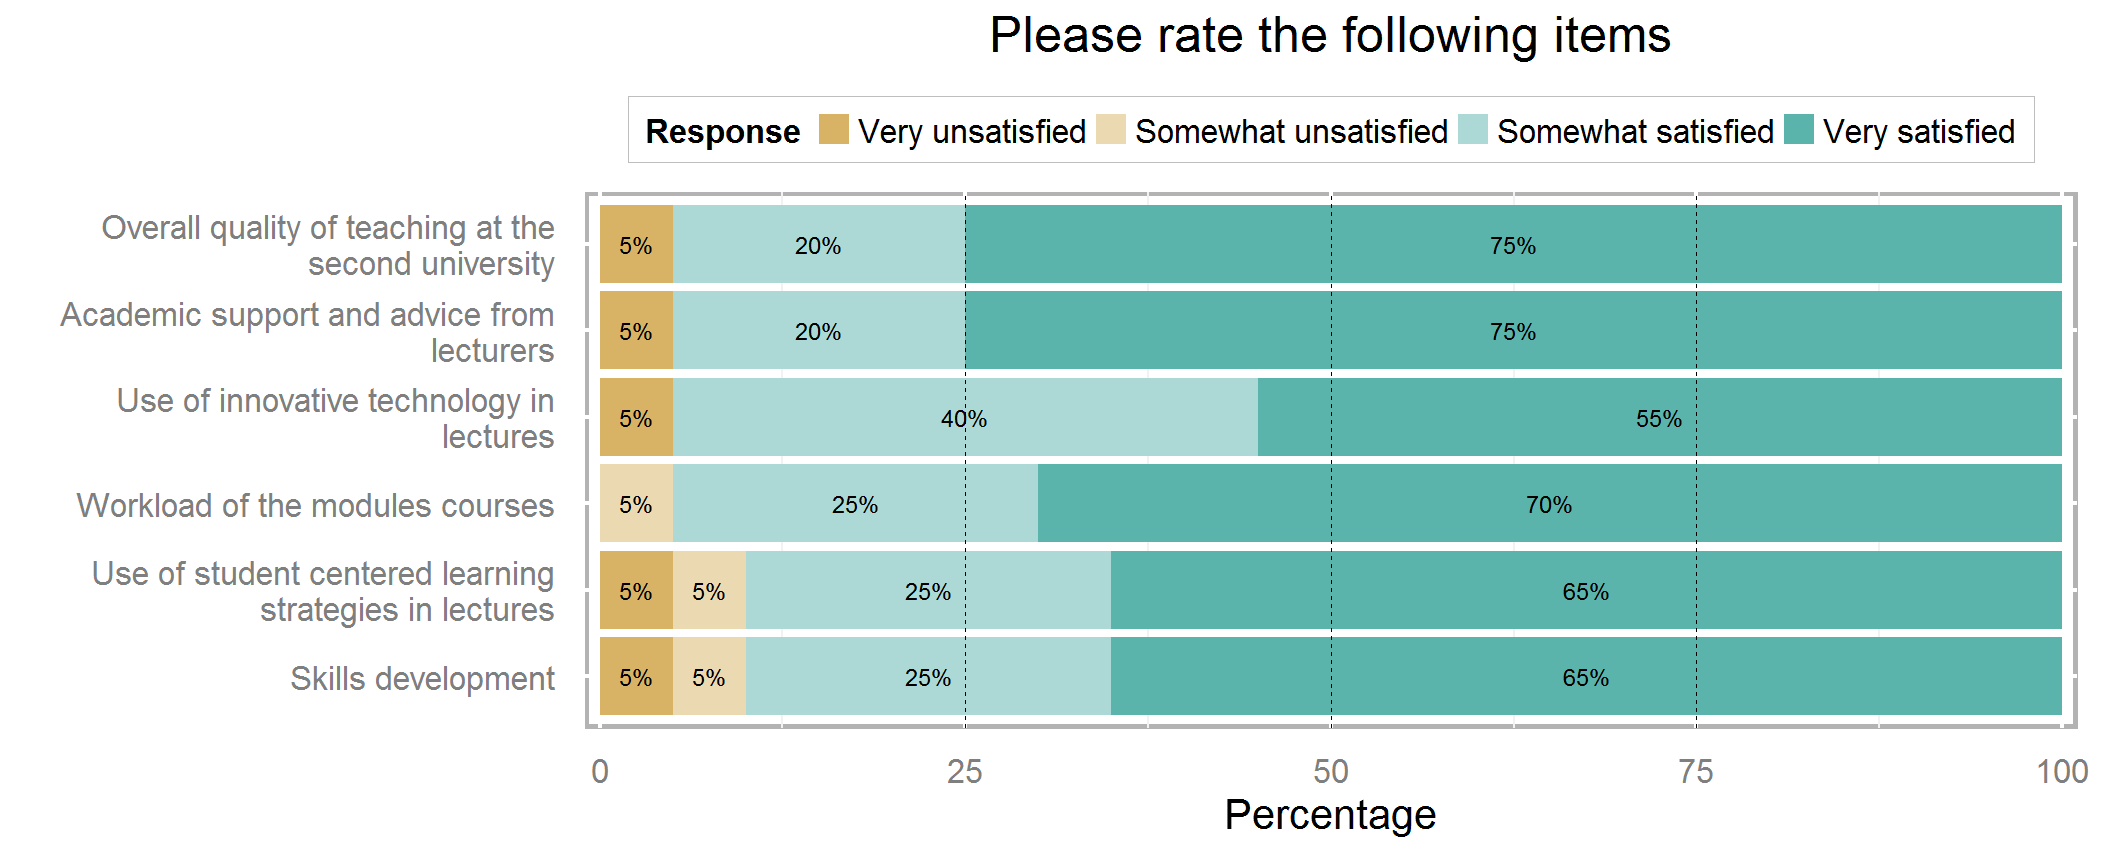 Please rate the following items
Response Very unsatisfied Somewhat unsatisfied Somewhat satisfied Very satisfied
Overall quality of teaching at the
second university
5% 20% 75%
Academic support and advice from
lecturers
5% 20% 75%
Use of innovative technology in
lectures
5% 40% 55%
Workload of the modules courses
5% 25% 70%
Use of student centered learning
strategies in lectures
5% 5% 25% 65%
Skills development
5% 5% 25% 65%
0 25 50 75 100
Percentage